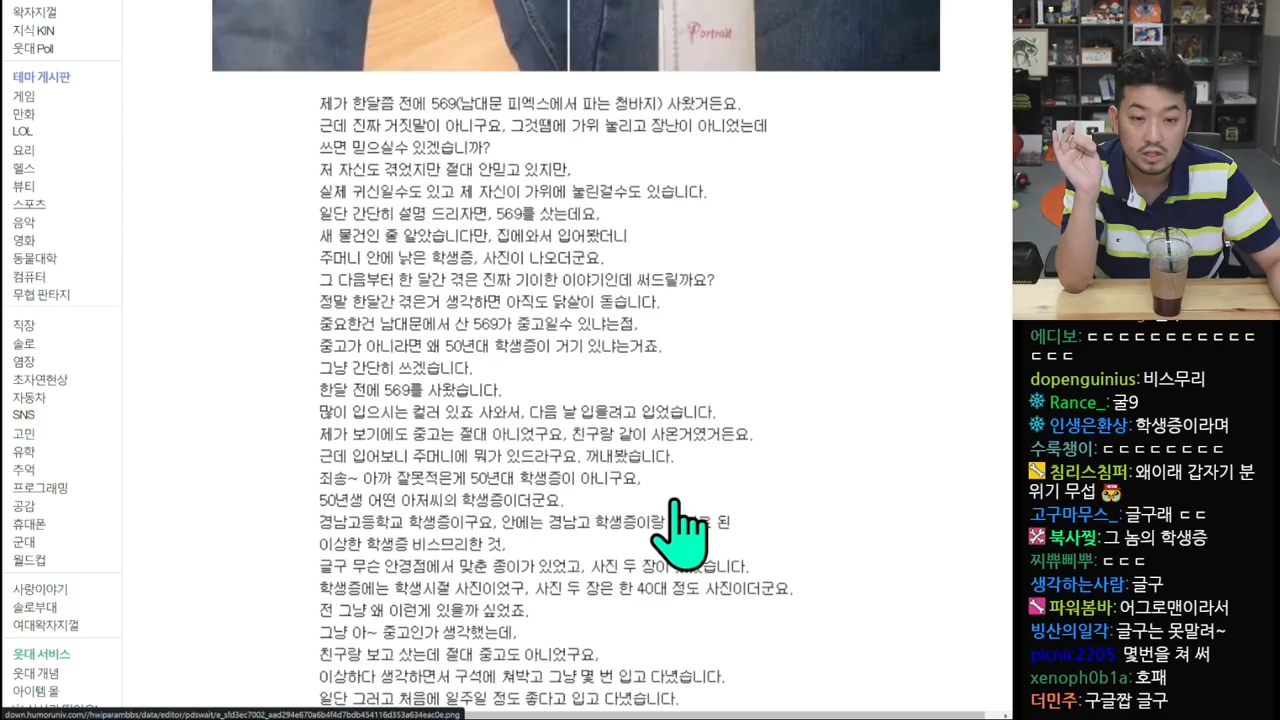 왁자지껄
지식 KIN
웃대 Poll
테마 게시판
게임
만화
LOL
요리
헬스
뷰티
스포츠
음악
영화
동물대학
컴퓨터
무협 판타지
직장
솔로
염장
초자연현상
자동차
SNS
고민
유학
추억
프로그래밍
공감
휴대폰
군대
월드컵
사랑이야기
솔로부대
여대왁자지껄
웃대 서비스
웃대 개념
아이템 몰
Portrait
제가 한달쯤 전에 569(남대문 피엑스에서 파는 청바지) 사왔거든요.
근데 진짜 거짓말이 아니구요, 그것땜에 가위 눌리고 장난이 아니었는데
쓰면 믿으실수 있겠습니까?
저 자신도 겪었지만 절대 안믿고 있지만,
실제 귀신일수도 있고 제 자신이 가위에 눌린걸수도 있습니다.
일단 간단히 설명 드리자면, 569를 샀는데요,
새 물건인 줄 알았습니다만, 집에와서 입어봤더니
주머니 안에 낡은 학생증, 사진이 나오더군요.
그 다음부터 한 달간 겪은 진짜 기이한 이야기인데 써드릴까요?
정말 한달간 겪은거 생각하면 아직도 닭살이 돋습니다.
중요한건 남대문에서 산 569가 중고일수 있냐는점,
중고가 아니라면 왜 50년대 학생증이 거기 있냐는거죠.
그냥 간단히 쓰겠습니다.
한달 전에 569를 사왔습니다.
많이 입으시는 컬러 있죠 사와서, 다음 날 입을려고 입었습니다.
제가 보기에도 중고는 절대 아니었구요, 친구랑 같이 사온거였거든요.
근데 입어보니 주머니에 뭐가 있드라구요. 꺼내봤습니다.
죄송~ 아까 잘못적은게 50년대 학생증이 아니구요,
50년생 어떤 아저씨의 학생증이더군요.
경남고등학교 학생증이구요, 안에는 경남고 학생증이랑 로 된
이상한 학생증 비스므리한 것,
글구 무슨 안경점에서 맞춘 종이가 있었고, 사진 두 장이 습니다.
학생증에는 학생시절 사진이었구, 사진 두 장은 한 40대 정도 사진이더군요.
전 그냥 왜 이런게 있을까 싶었죠.
그냥 아~ 중고인가 생각했는데,
친구랑 보고 샀는데 절대 중고도 아니었구요,
이상하다 생각하면서 구석에 쳐박고 그냥 몇 번 입고 다녔습니다.
일단 그러고 처음에 일주일 정도 좋다고 입고 다녔습니다.
에디보: ㄷㄷㄷㄷㄷㄷㄷㄷㄷㄷㄷ
ㄷㄷㄷ
dopenguinius: 비스무리
Rance_: 굴9
인생은환상: 학생증이라며
수룩챙이: ㄷㄷㄷㄷㄷㄷㄷㄷ
침리스침퍼: 왜이래 갑자기 분
위기 무섭
고구마무스_: 글구래 ㄷㄷ
북사찢: 그 놈의 학생증
찌쀼삐뿌: ㄷㄷㄷ
생각하는사람: 글구
파워봄바: 어그로맨이라서
빙산의일각: 글구는 못말려~
picnic2205: 몇번을 쳐 써
xenoph0b1a: 호패
더민주: 구글짭 글구